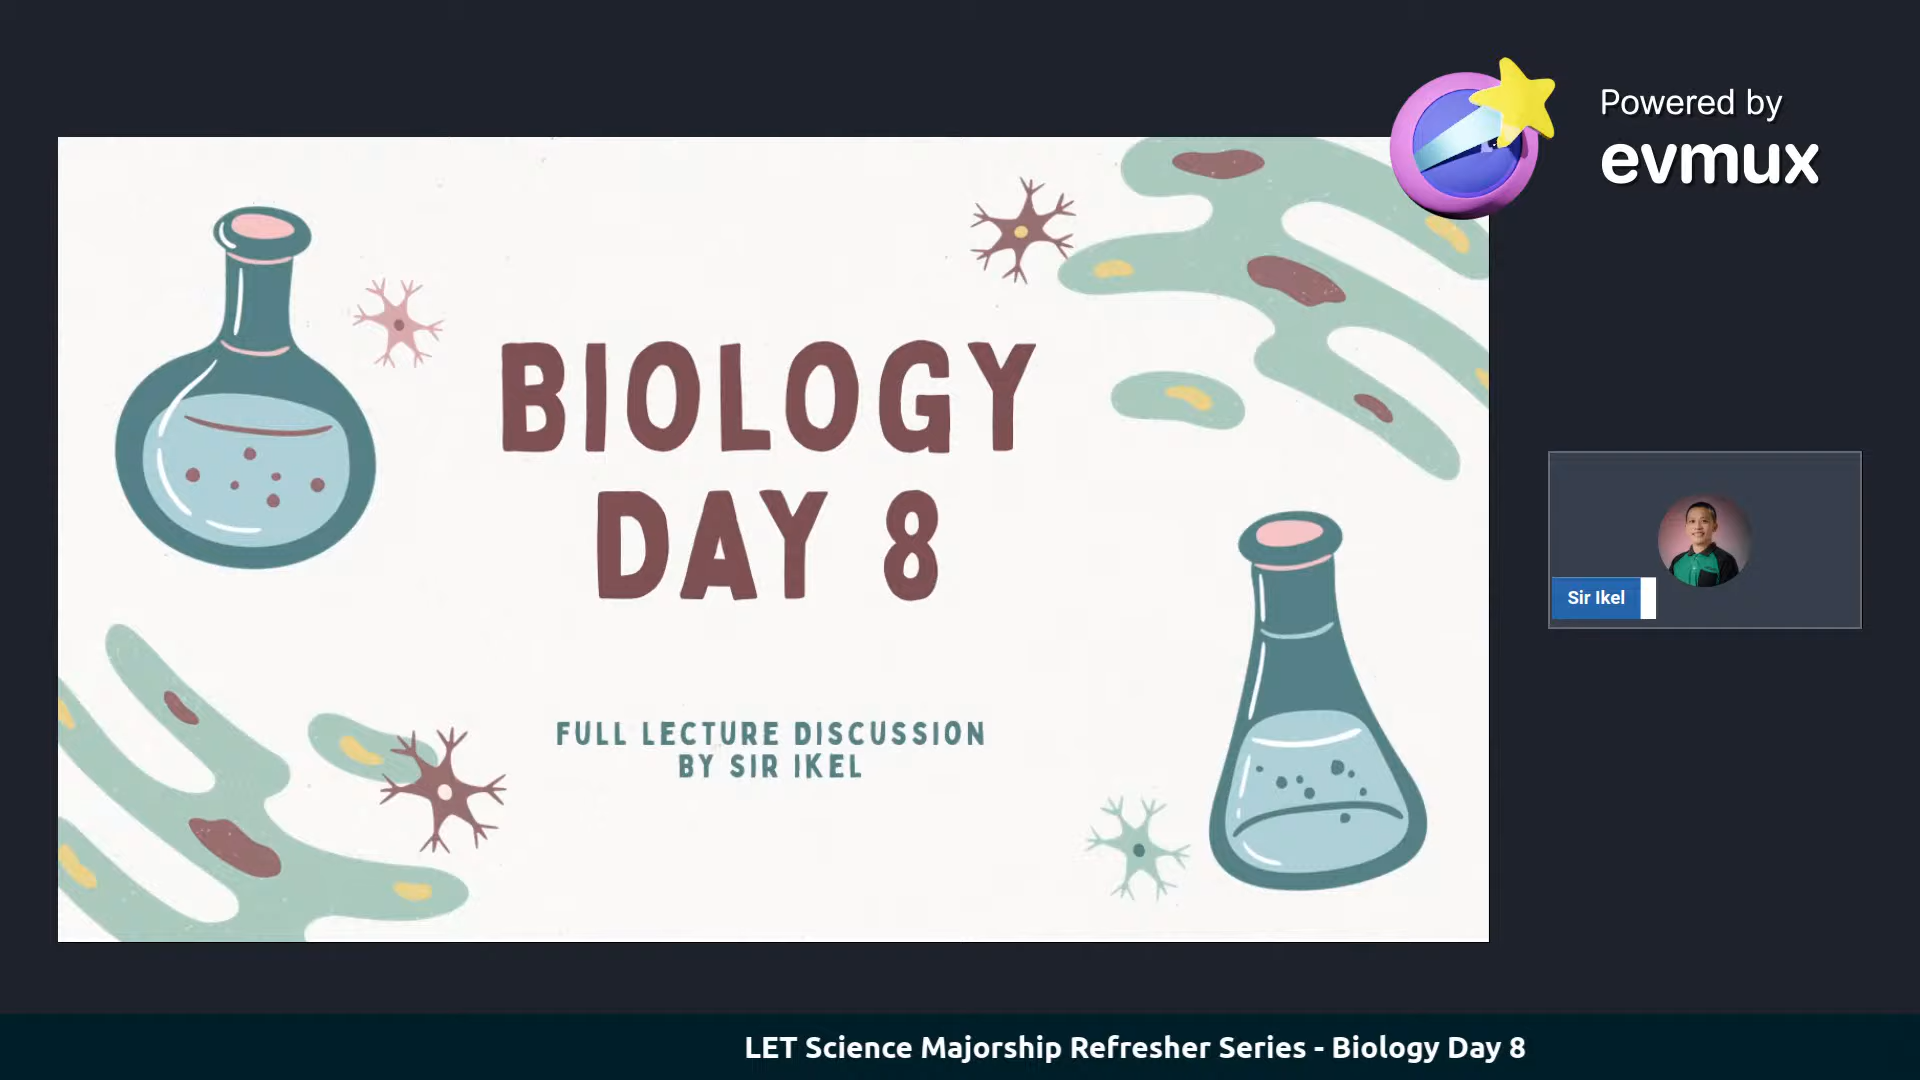 Powered by
evmux
BIOLOGY
DAY 8
FULL LECTURE DISCUSSION
BY SIR IKEL
Sir Ikel
LET Science Majorship Refresher Series - Biology Day 8